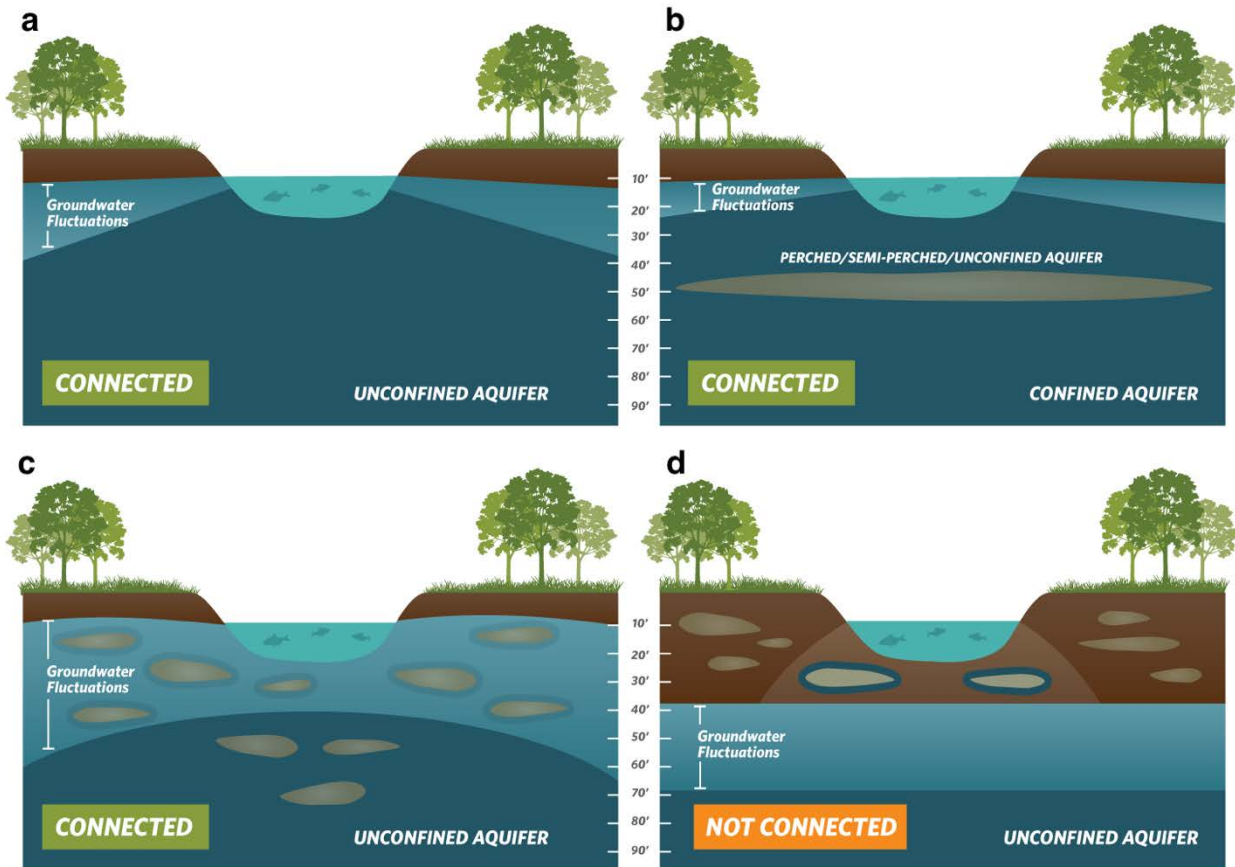 a
Groundwater
Fluctuations
CONNECTED
UNCONFINED AQUIFER
10'
20'
30'
40'
50'
60'
70'
80'
90'
b
Groundwater
Fluctuations
PERCHED/SEMI-PERCHED/UNCONFINED AQUIFER
CONNECTED
CONFINED AQUIFER
c
Groundwater
Fluctuations
CONNECTED
UNCONFINED AQUIFER
10'
20'
30'
40'
50'
60'
70'
80'
90'
d
Groundwater
Fluctuations
NOT CONNECTED
UNCONFINED AQUIFER